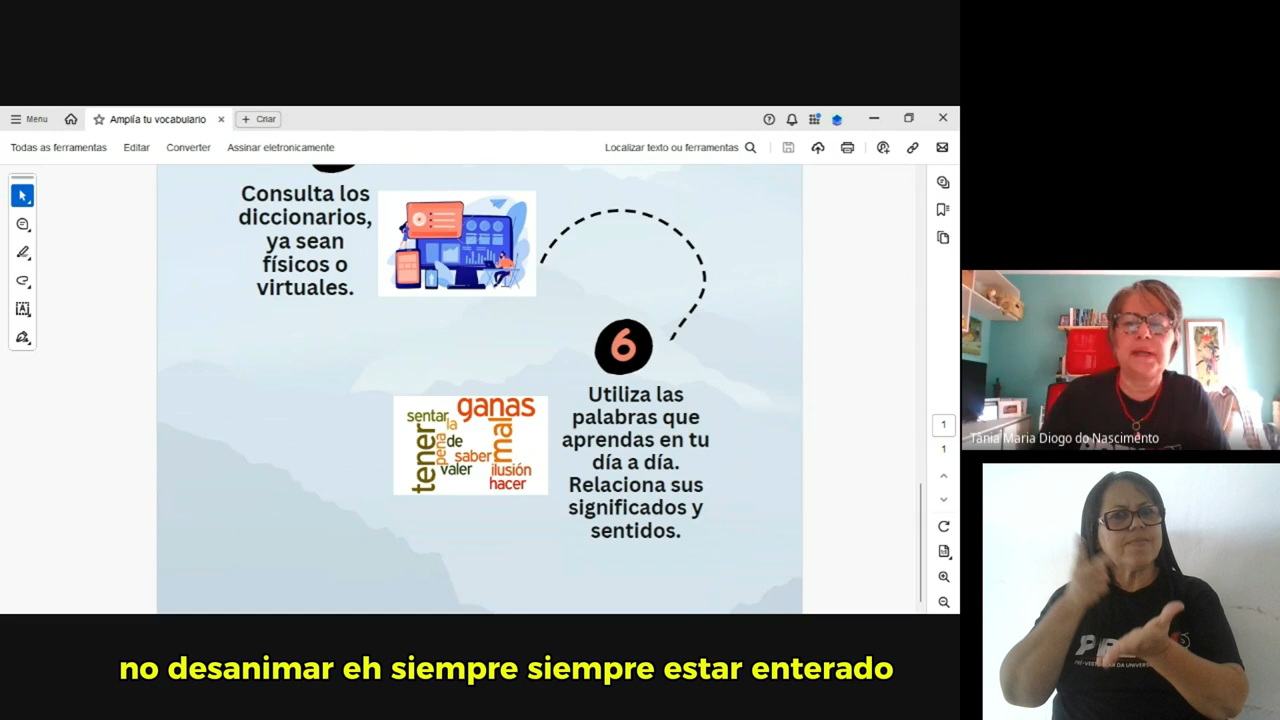 Menu
Amplía tu vocabulario
Criar
Todas as ferramentas
Editar
Converter
Assinar eletronicamente
Localizar texto ou ferramentas
Consulta los
diccionarios,
ya sean
físicos o
virtuales.
6
Utiliza las
palabras que
aprendas en tu
día a día.
Relaciona sus
significados y
sentidos.
sentar
ganas
la
tener
pena
de
mal
saber
valer
ilusión
hacer
1
1
Tânia Maria Diogo do Nascimento
no desanimar eh siempre siempre estar enterado